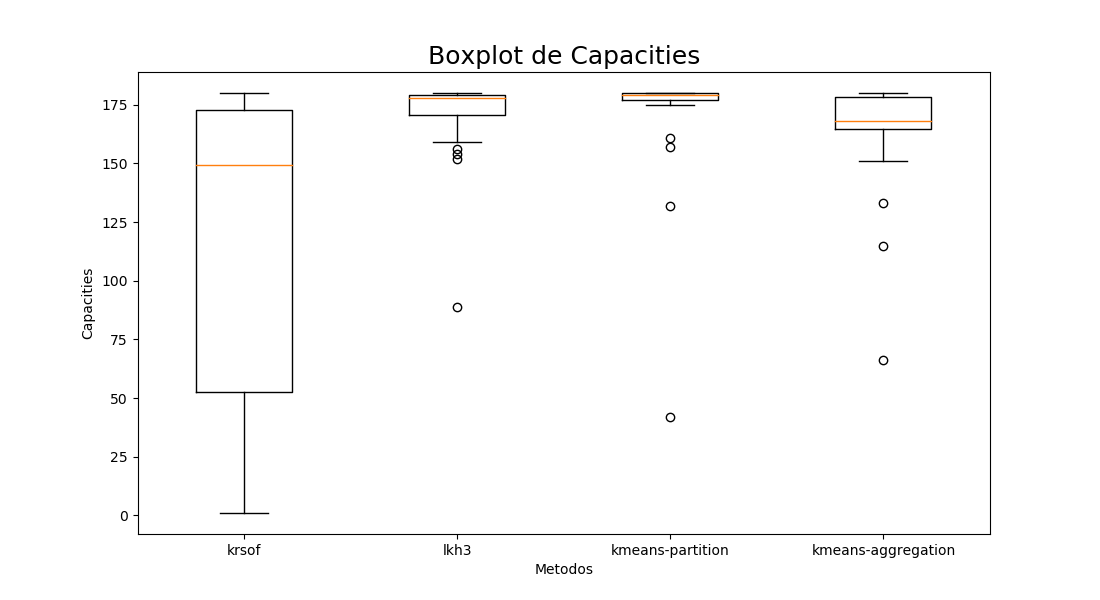 Boxplot de Capacities
Capacities
175
150
125
100
75
50
25
0
krsof
lkh3
kmeans-partition
kmeans-aggregation
Metodos